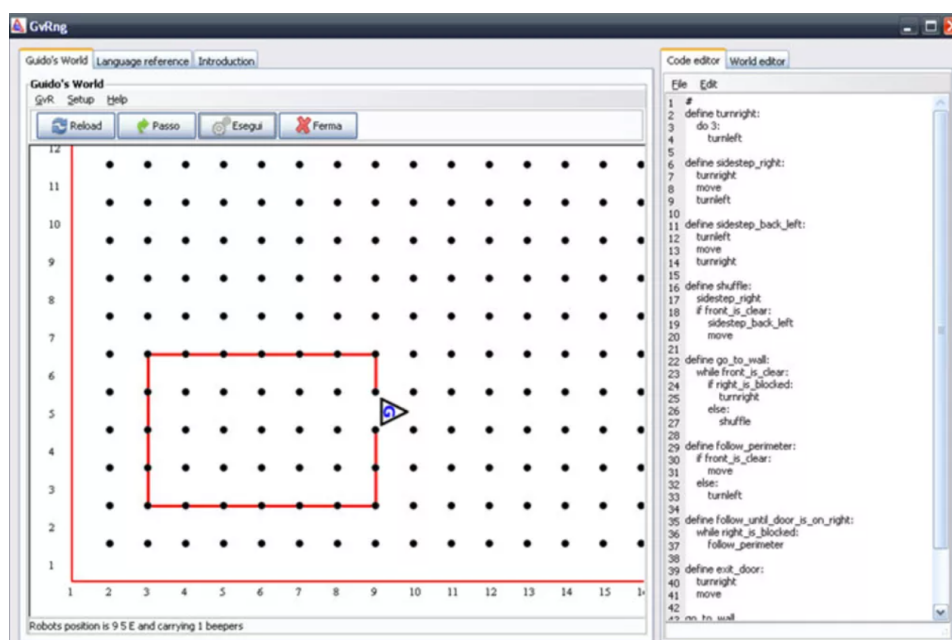 GvRng
Guido's World Language reference Introduction
Guido's World
GvR Setup Help
Reload Passo Esegui Ferma
12
11
10
9
8
7
6
5
4
3
2
1
1 2 3 4 5 6 7 8 9 10 11 12 13 14 15
G
Robots position is 9 5 E and carrying 1 beepers
Code editor World editor
File Edit
1 #
2 define turnright:
3 do 3:
4 turnleft
5
6 define sidestep_right:
7 turnright
8 move
9 turnleft
10
11 define sidestep_back_left:
12 turnleft
13 move
14 turnright
15
16 define shuffle:
17 sidestep_right
18 if front_is_clear:
19 sidestep_back_left
20 move
21
22 define go_to_wall:
23 while front_is_clear:
24 if right_is_blocked:
25 turnright
26 else:
27 shuffle
28
29 define follow_perimeter:
30 if front_is_clear:
31 move
32 else:
33 turnleft
34
35 define follow_until_door_is_on_right:
36 while right_is_blocked:
37 follow_perimeter
38
39 define exit_door:
40 turnright
41 move
42
43 go_to_wall